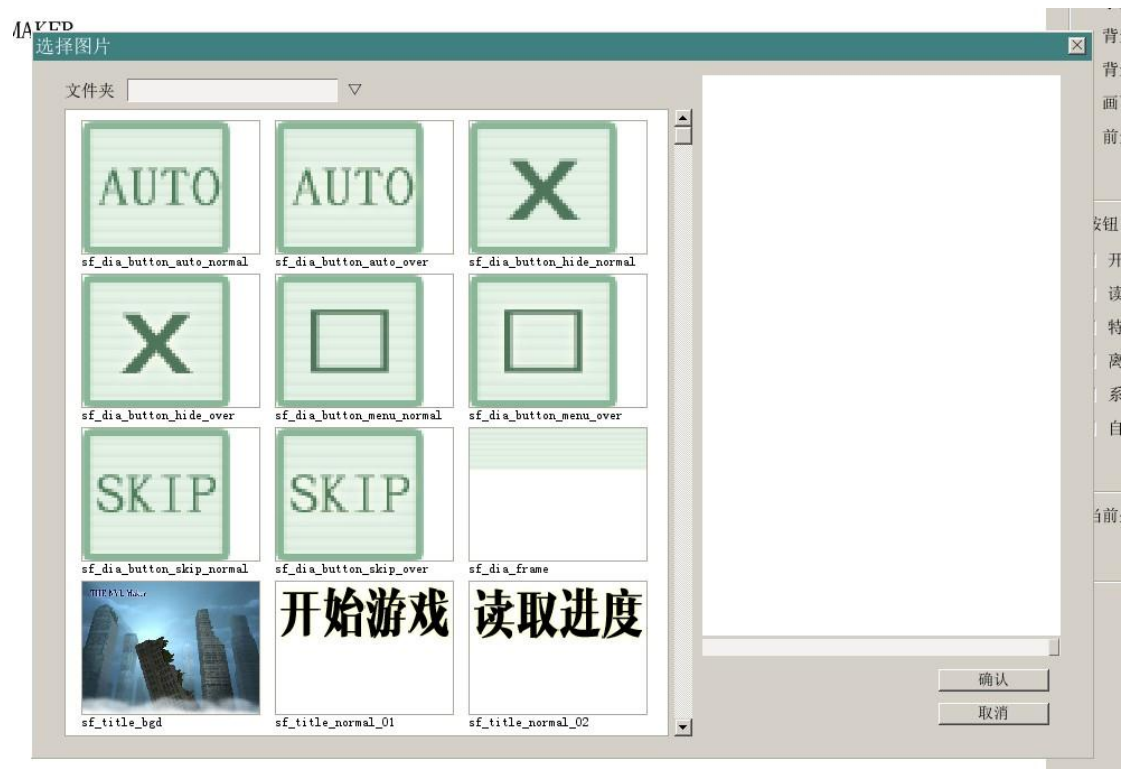 MAKER
选择图片
文件夹
AUTO
AUTO
X
sf_dia_button_auto_normal
sf_dia_button_auto_over
sf_dia_button_hide_normal
X
sf_dia_button_hide_over
sf_dia_button_menu_normal
sf_dia_button_menu_over
SKIP
SKIP
sf_dia_button_skip_normal
sf_dia_button_skip_over
sf_dia_frame
开始游戏
读取进度
sf_title_bgd
sf_title_normal_01
sf_title_normal_02
确认
取消
背
背
画
前
按钮
开
读
特
离
系
自
当前